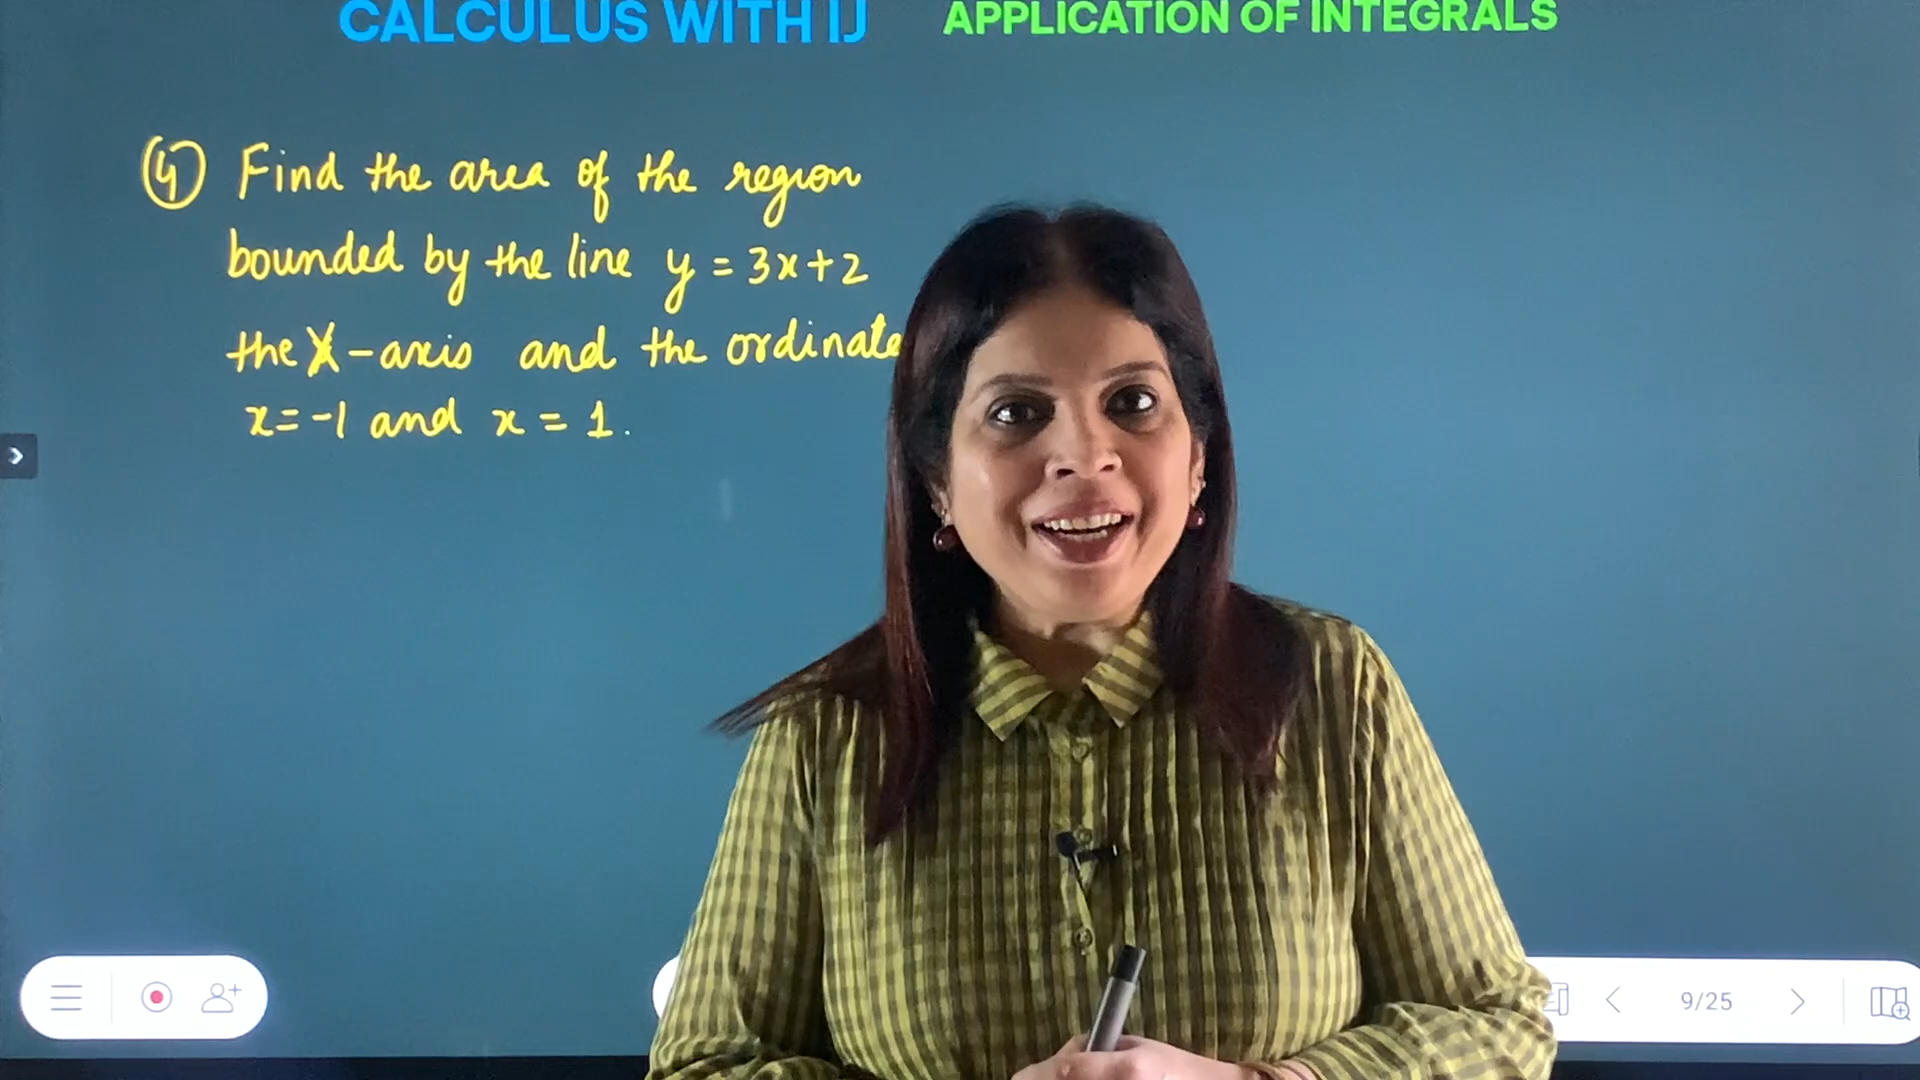 CALCULUS WITH IJ APPLICATION OF INTEGRALS
④ Find the area of the region
bounded by the line y = 3x+2
the X-axis and the ordinate
x=-1 and x = 1.
9/25